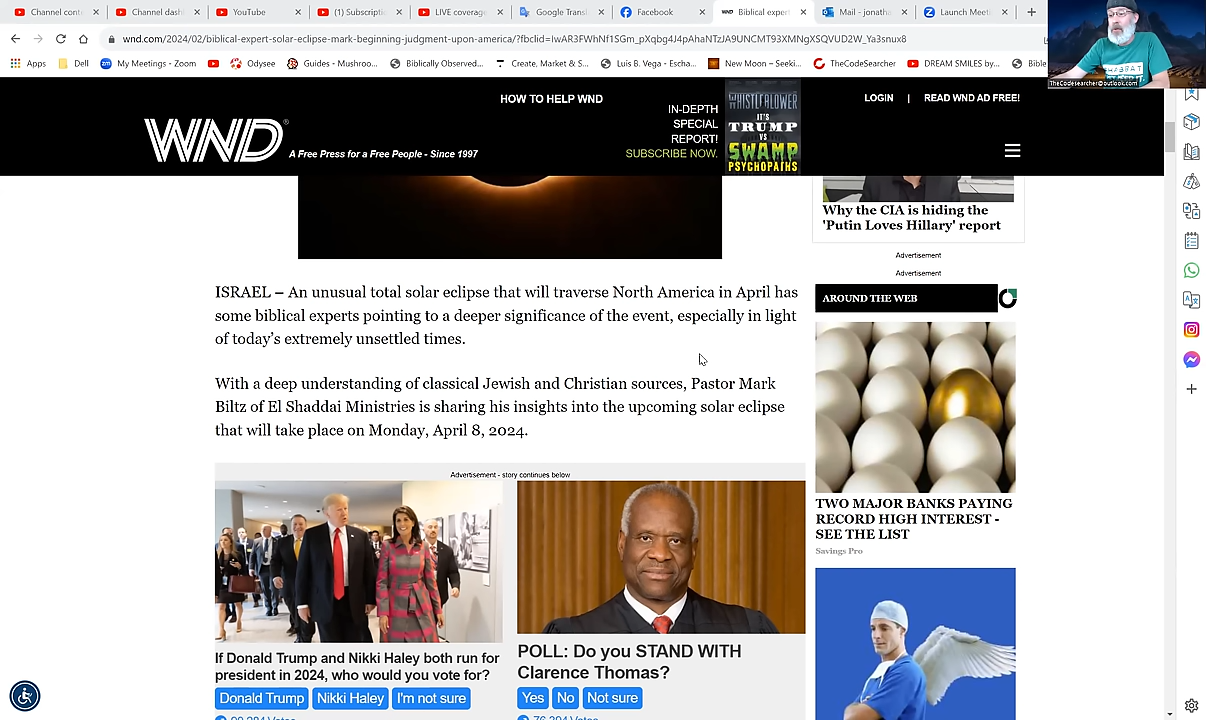 Channel cont
Channel dash
YouTube
(1) Subscripti
LIVE coverage
Google Trans
Facebook
WND Biblical exper
Mail - jonatha
Launch Meeti
wnd.com/2024/02/biblical-expert-solar-eclipse-mark-beginning-judgment-upon-america/?fbclid=IwAR3FWhNf1SGm_pXqbg4J4pAhaNTzJA9UNCMT93XMNgXSQVUD2W_Ya3snux8
Apps
Dell
My Meetings - Zoom
Odysee
Guides - Mushroo...
Biblically Observed...
Create, Market & S...
Luis B. Vega - Escha...
New Moon – Seeki...
TheCodeSearcher
DREAM SMILES by...
Bible
TheCodesearcher@outlook.com
HOW TO HELP WND
IN-DEPTH
SPECIAL
REPORT!
SUBSCRIBE NOW.
WHISTLEBLOWER
IT'S
TRUMP
VS
SWAMP
PSYCHOPATHS
LOGIN | READ WND AD FREE!
WND®
A Free Press for a Free People - Since 1997
Why the CIA is hiding the
'Putin Loves Hillary' report
Advertisement
Advertisement
AROUND THE WEB
ISRAEL – An unusual total solar eclipse that will traverse North America in April has
some biblical experts pointing to a deeper significance of the event, especially in light
of today's extremely unsettled times.
With a deep understanding of classical Jewish and Christian sources, Pastor Mark
Biltz of El Shaddai Ministries is sharing his insights into the upcoming solar eclipse
that will take place on Monday, April 8, 2024.
Advertisement - story continues below
If Donald Trump and Nikki Haley both run for
president in 2024, who would you vote for?
Donald Trump
Nikki Haley
I'm not sure
POLL: Do you STAND WITH
Clarence Thomas?
Yes
No
Not sure
TWO MAJOR BANKS PAYING
RECORD HIGH INTEREST -
SEE THE LIST
Savings Pro